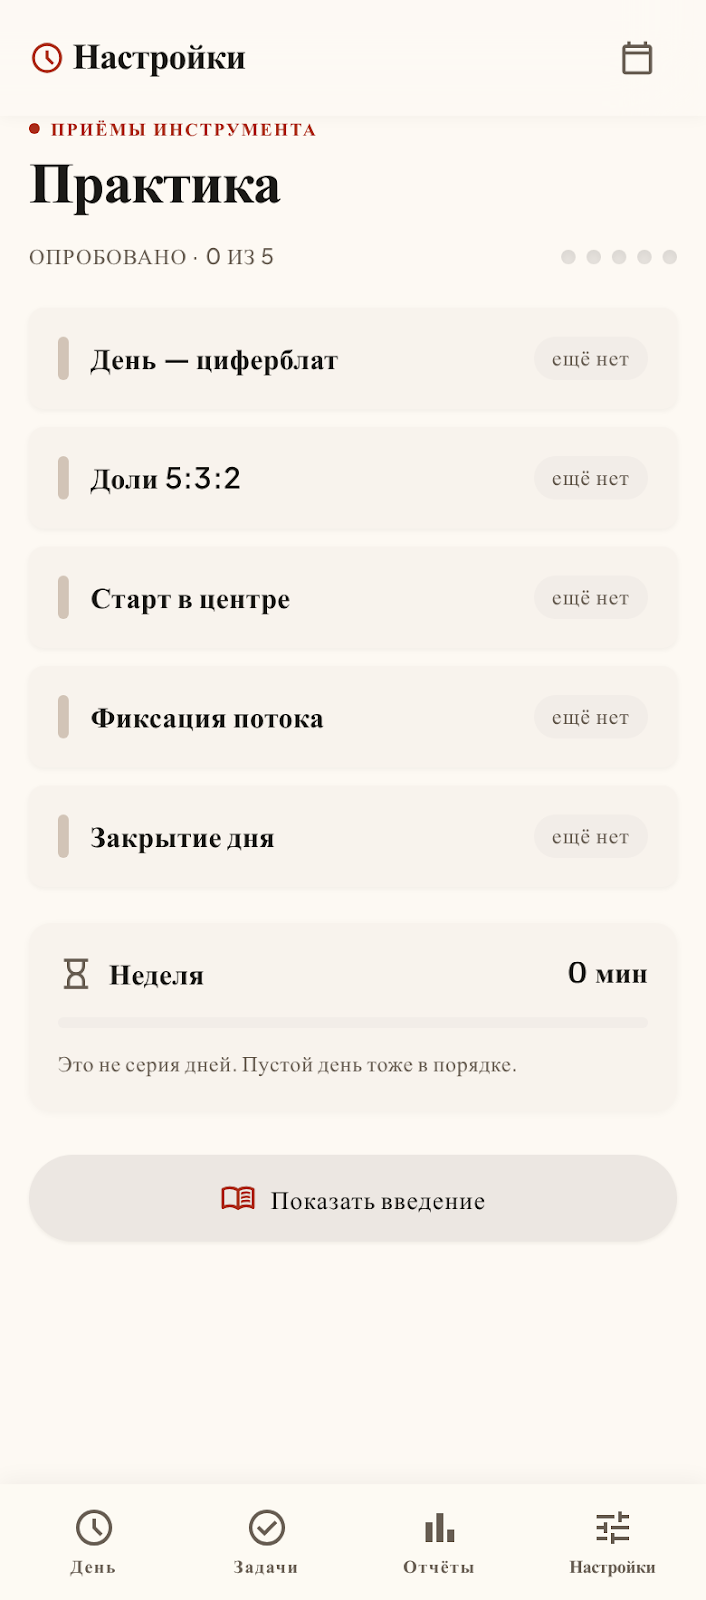 Настройки
ПРИЁМЫ ИНСТРУМЕНТА
Практика
ОПРОБОВАНО · 0 ИЗ 5
День — циферблат
ещё нет
Доли 5:3:2
ещё нет
Старт в центре
ещё нет
Фиксация потока
ещё нет
Закрытие дня
ещё нет
Неделя
0 мин
Это не серия дней. Пустой день тоже в порядке.
Показать введение
День
Задачи
Отчёты
Настройки